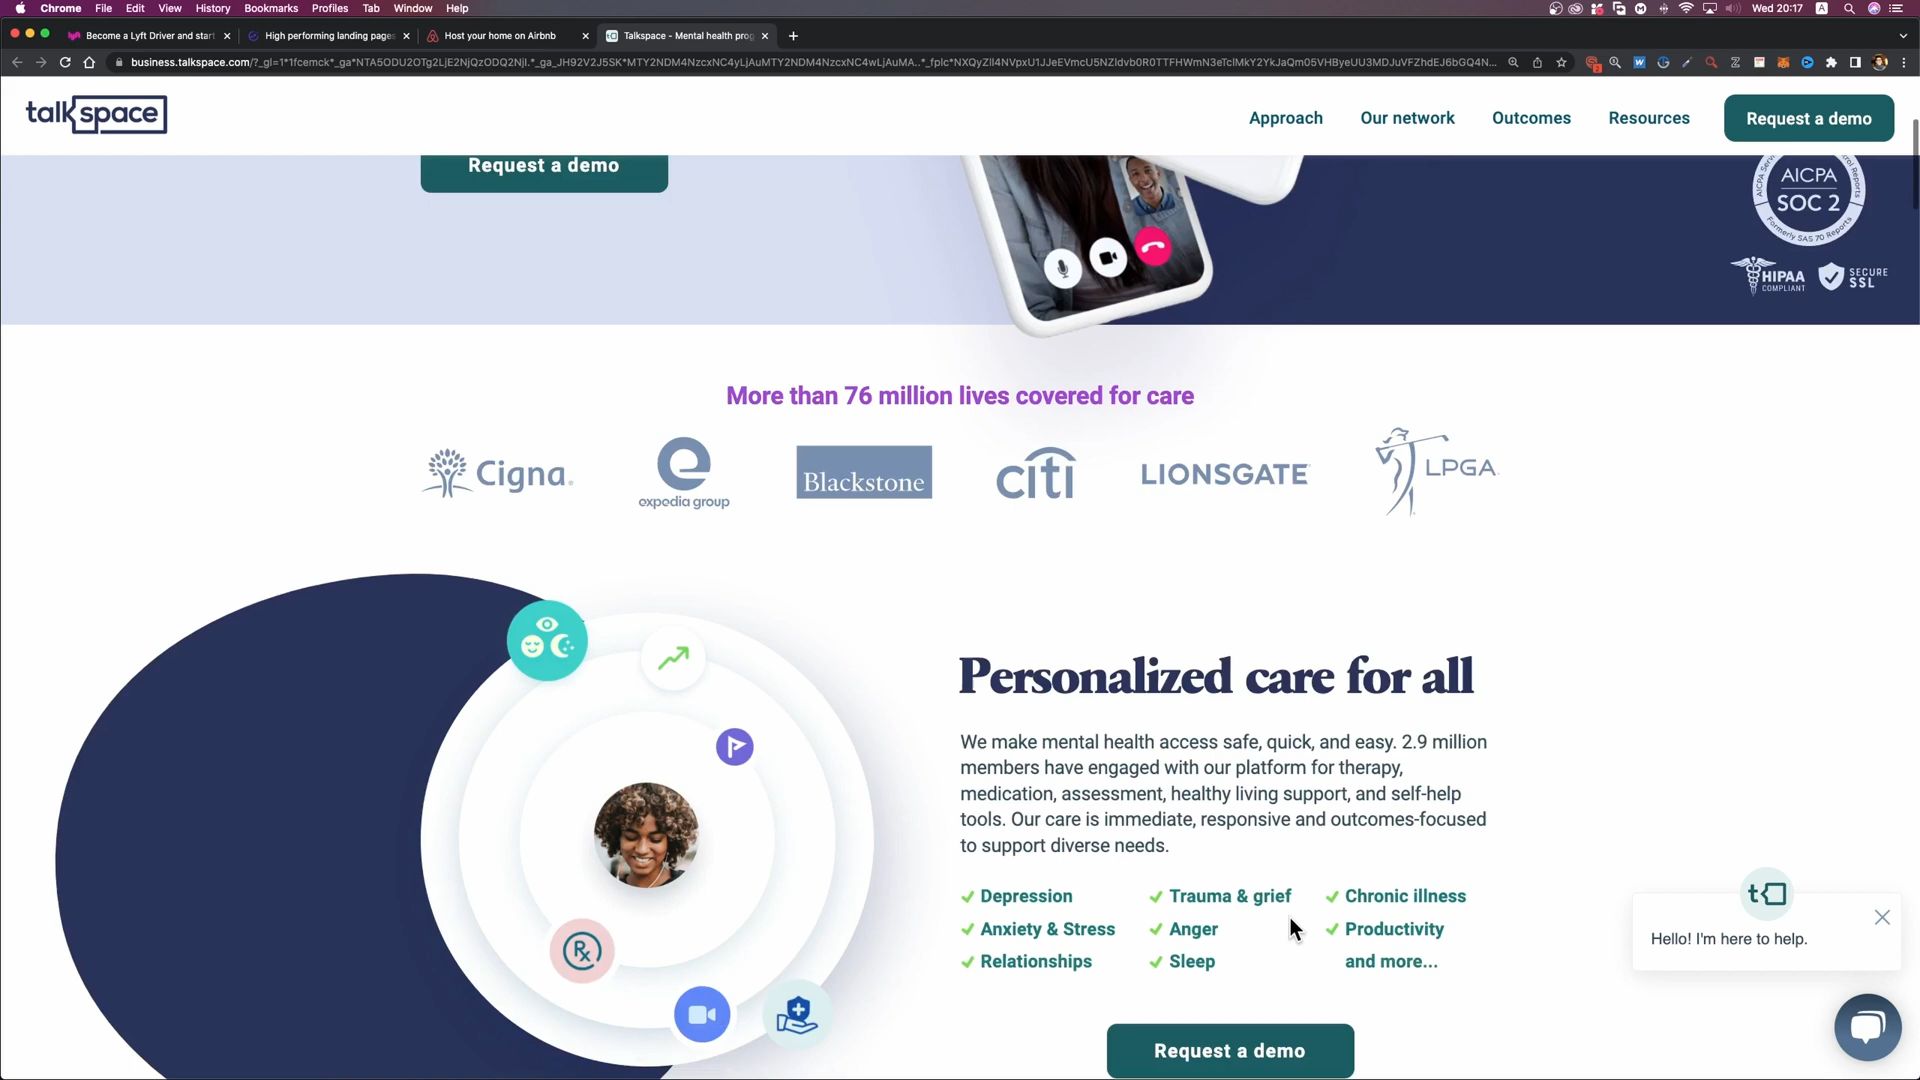 Chrome File Edit View History Bookmarks Profiles Tab Window Help
Wed 20:17
Become a Lyft Driver and start
High performing landing pages
Host your home on Airbnb
Talkspace - Mental health prog
talkspace
Approach
Our network
Outcomes
Resources
Request a demo
Request a demo
AICPA
SOC 2
Formerly SAS 70 Reports
HIPAA
COMPLIANT
SECURE
SSL
More than 76 million lives covered for care
Cigna.
expedia group
Blackstone
citi
LIONSGATE
LPGA
Personalized care for all
We make mental health access safe, quick, and easy. 2.9 million
members have engaged with our platform for therapy,
medication, assessment, healthy living support, and self-help
tools. Our care is immediate, responsive and outcomes-focused
to support diverse needs.
Depression
Trauma & grief
Chronic illness
Anxiety & Stress
Anger
Productivity
Relationships
Sleep
and more...
Request a demo
Hello! I'm here to help.